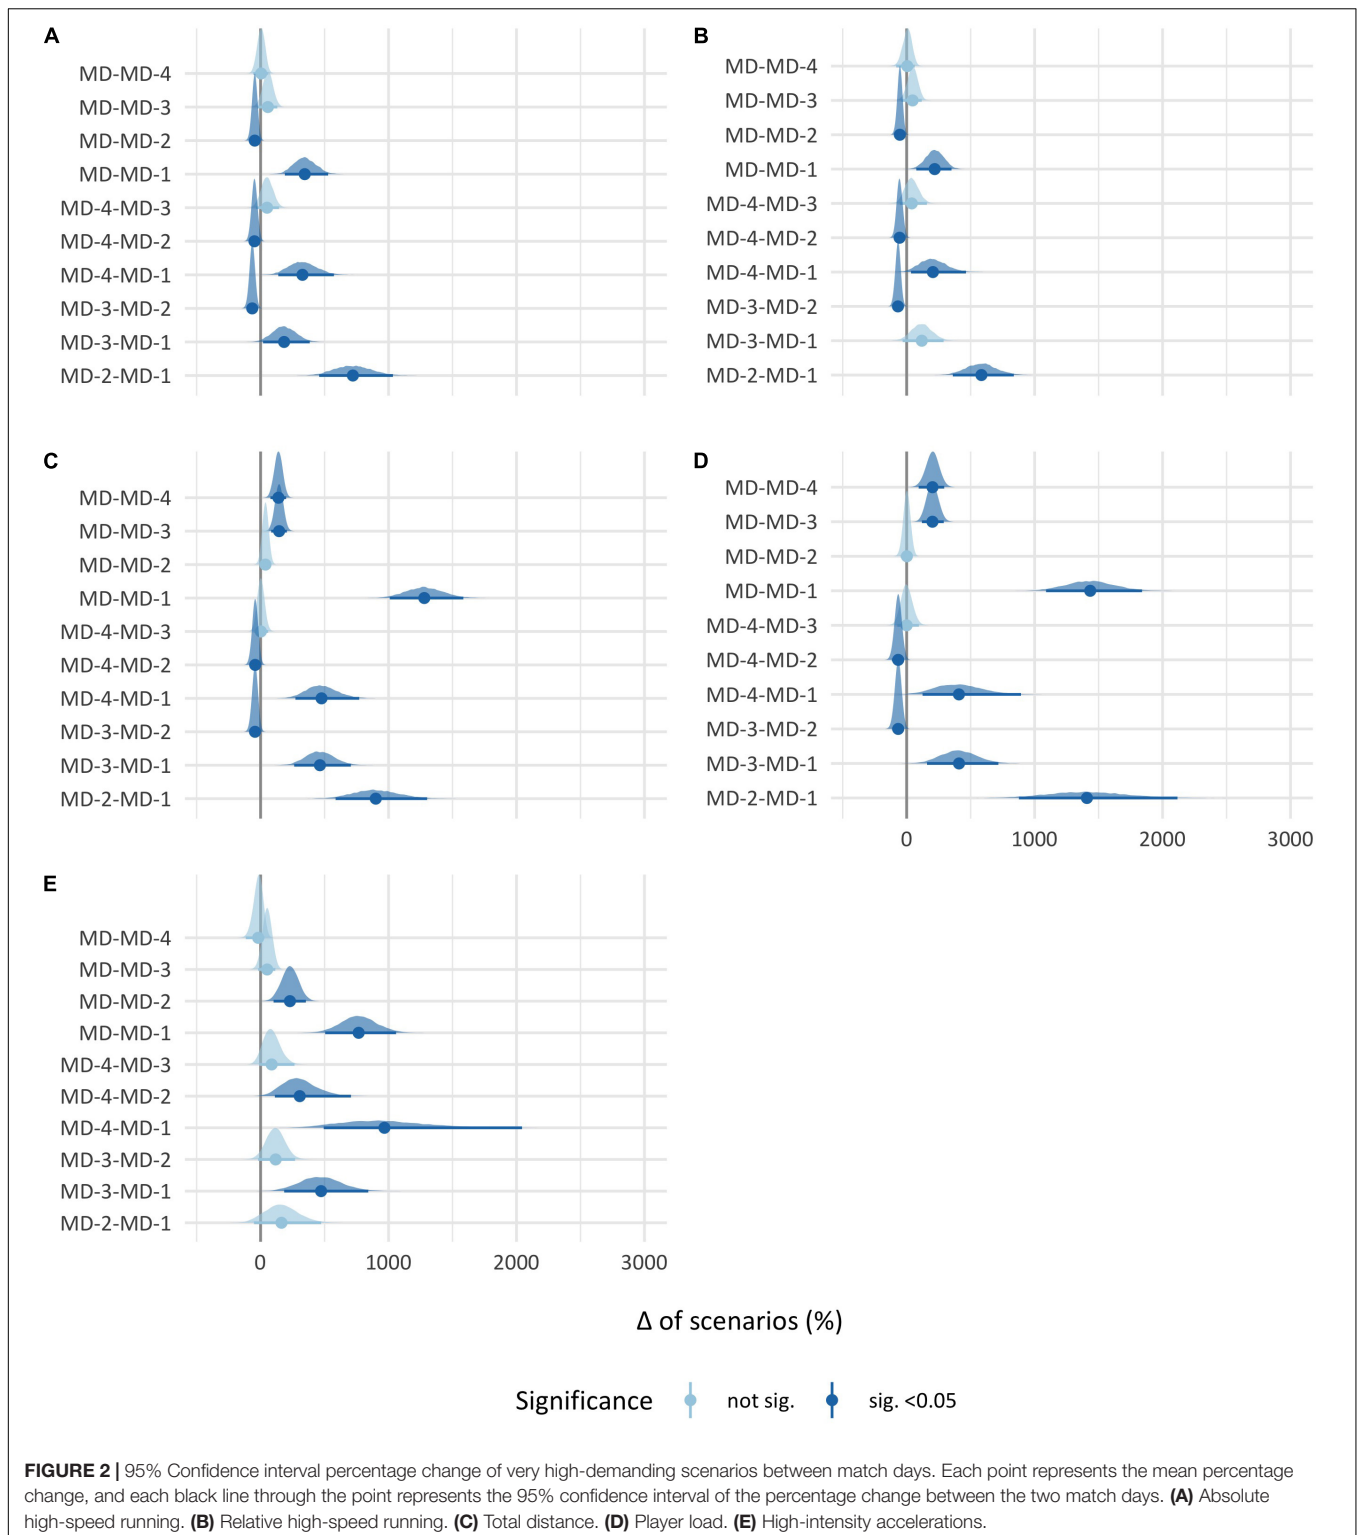 A
MD-MD-4
MD-MD-3
MD-MD-2
MD-MD-1
MD-4-MD-3
MD-4-MD-2
MD-4-MD-1
MD-3-MD-2
MD-3-MD-1
MD-2-MD-1
B
MD-MD-4
MD-MD-3
MD-MD-2
MD-MD-1
MD-4-MD-3
MD-4-MD-2
MD-4-MD-1
MD-3-MD-2
MD-3-MD-1
MD-2-MD-1
C
MD-MD-4
MD-MD-3
MD-MD-2
MD-MD-1
MD-4-MD-3
MD-4-MD-2
MD-4-MD-1
MD-3-MD-2
MD-3-MD-1
MD-2-MD-1
D
MD-MD-4
MD-MD-3
MD-MD-2
MD-MD-1
MD-4-MD-3
MD-4-MD-2
MD-4-MD-1
MD-3-MD-2
MD-3-MD-1
MD-2-MD-1
0 1000 2000 3000
E
MD-MD-4
MD-MD-3
MD-MD-2
MD-MD-1
MD-4-MD-3
MD-4-MD-2
MD-4-MD-1
MD-3-MD-2
MD-3-MD-1
MD-2-MD-1
0 1000 2000 3000
Δ of scenarios (%)
Significance not sig. sig. <0.05
FIGURE 2 | 95% Confidence interval percentage change of very high-demanding scenarios between match days. Each point represents the mean percentage
change, and each black line through the point represents the 95% confidence interval of the percentage change between the two match days. (A) Absolute
high-speed running. (B) Relative high-speed running. (C) Total distance. (D) Player load. (E) High-intensity accelerations.